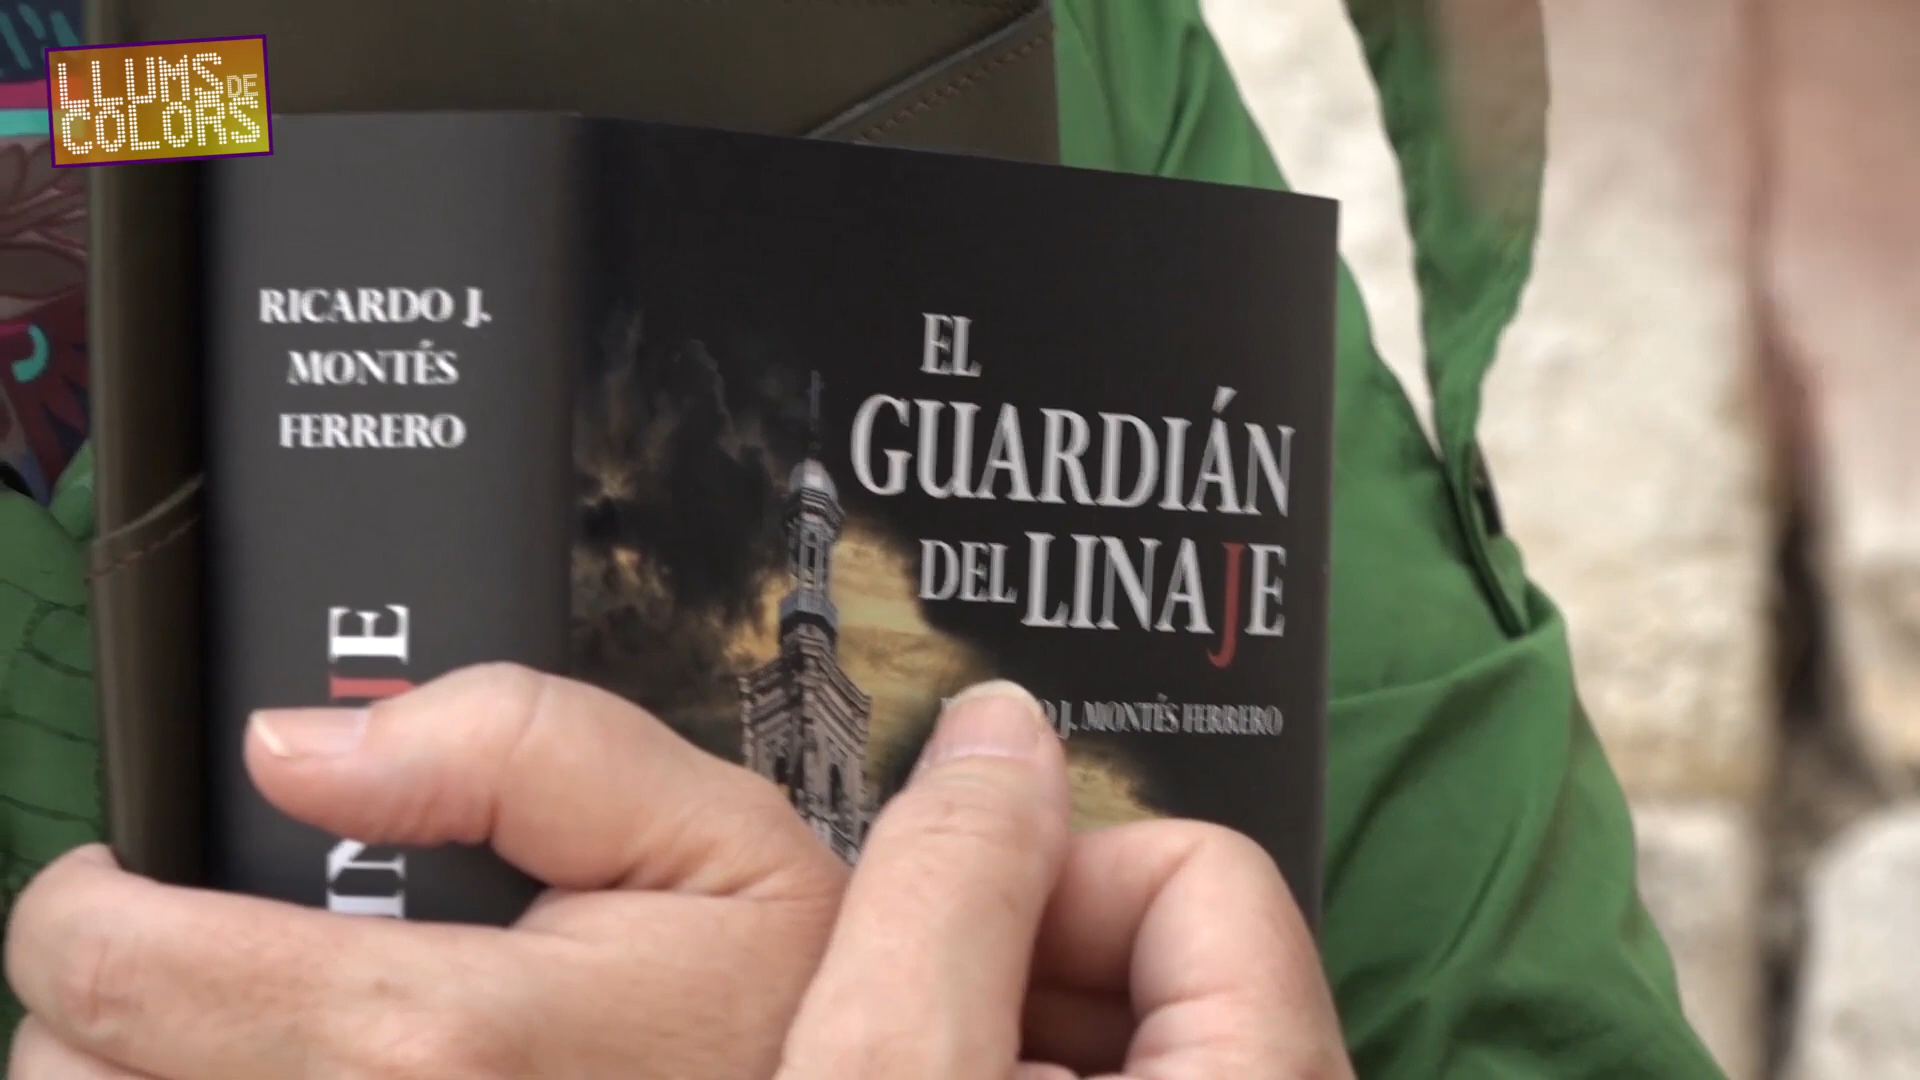 LLUMS DE
COLORS
RICARDO J.
MONTÉS
FERRERO
EL
GUARDIÁN
DEL LINAJE
J. MONTÉS FERRERO